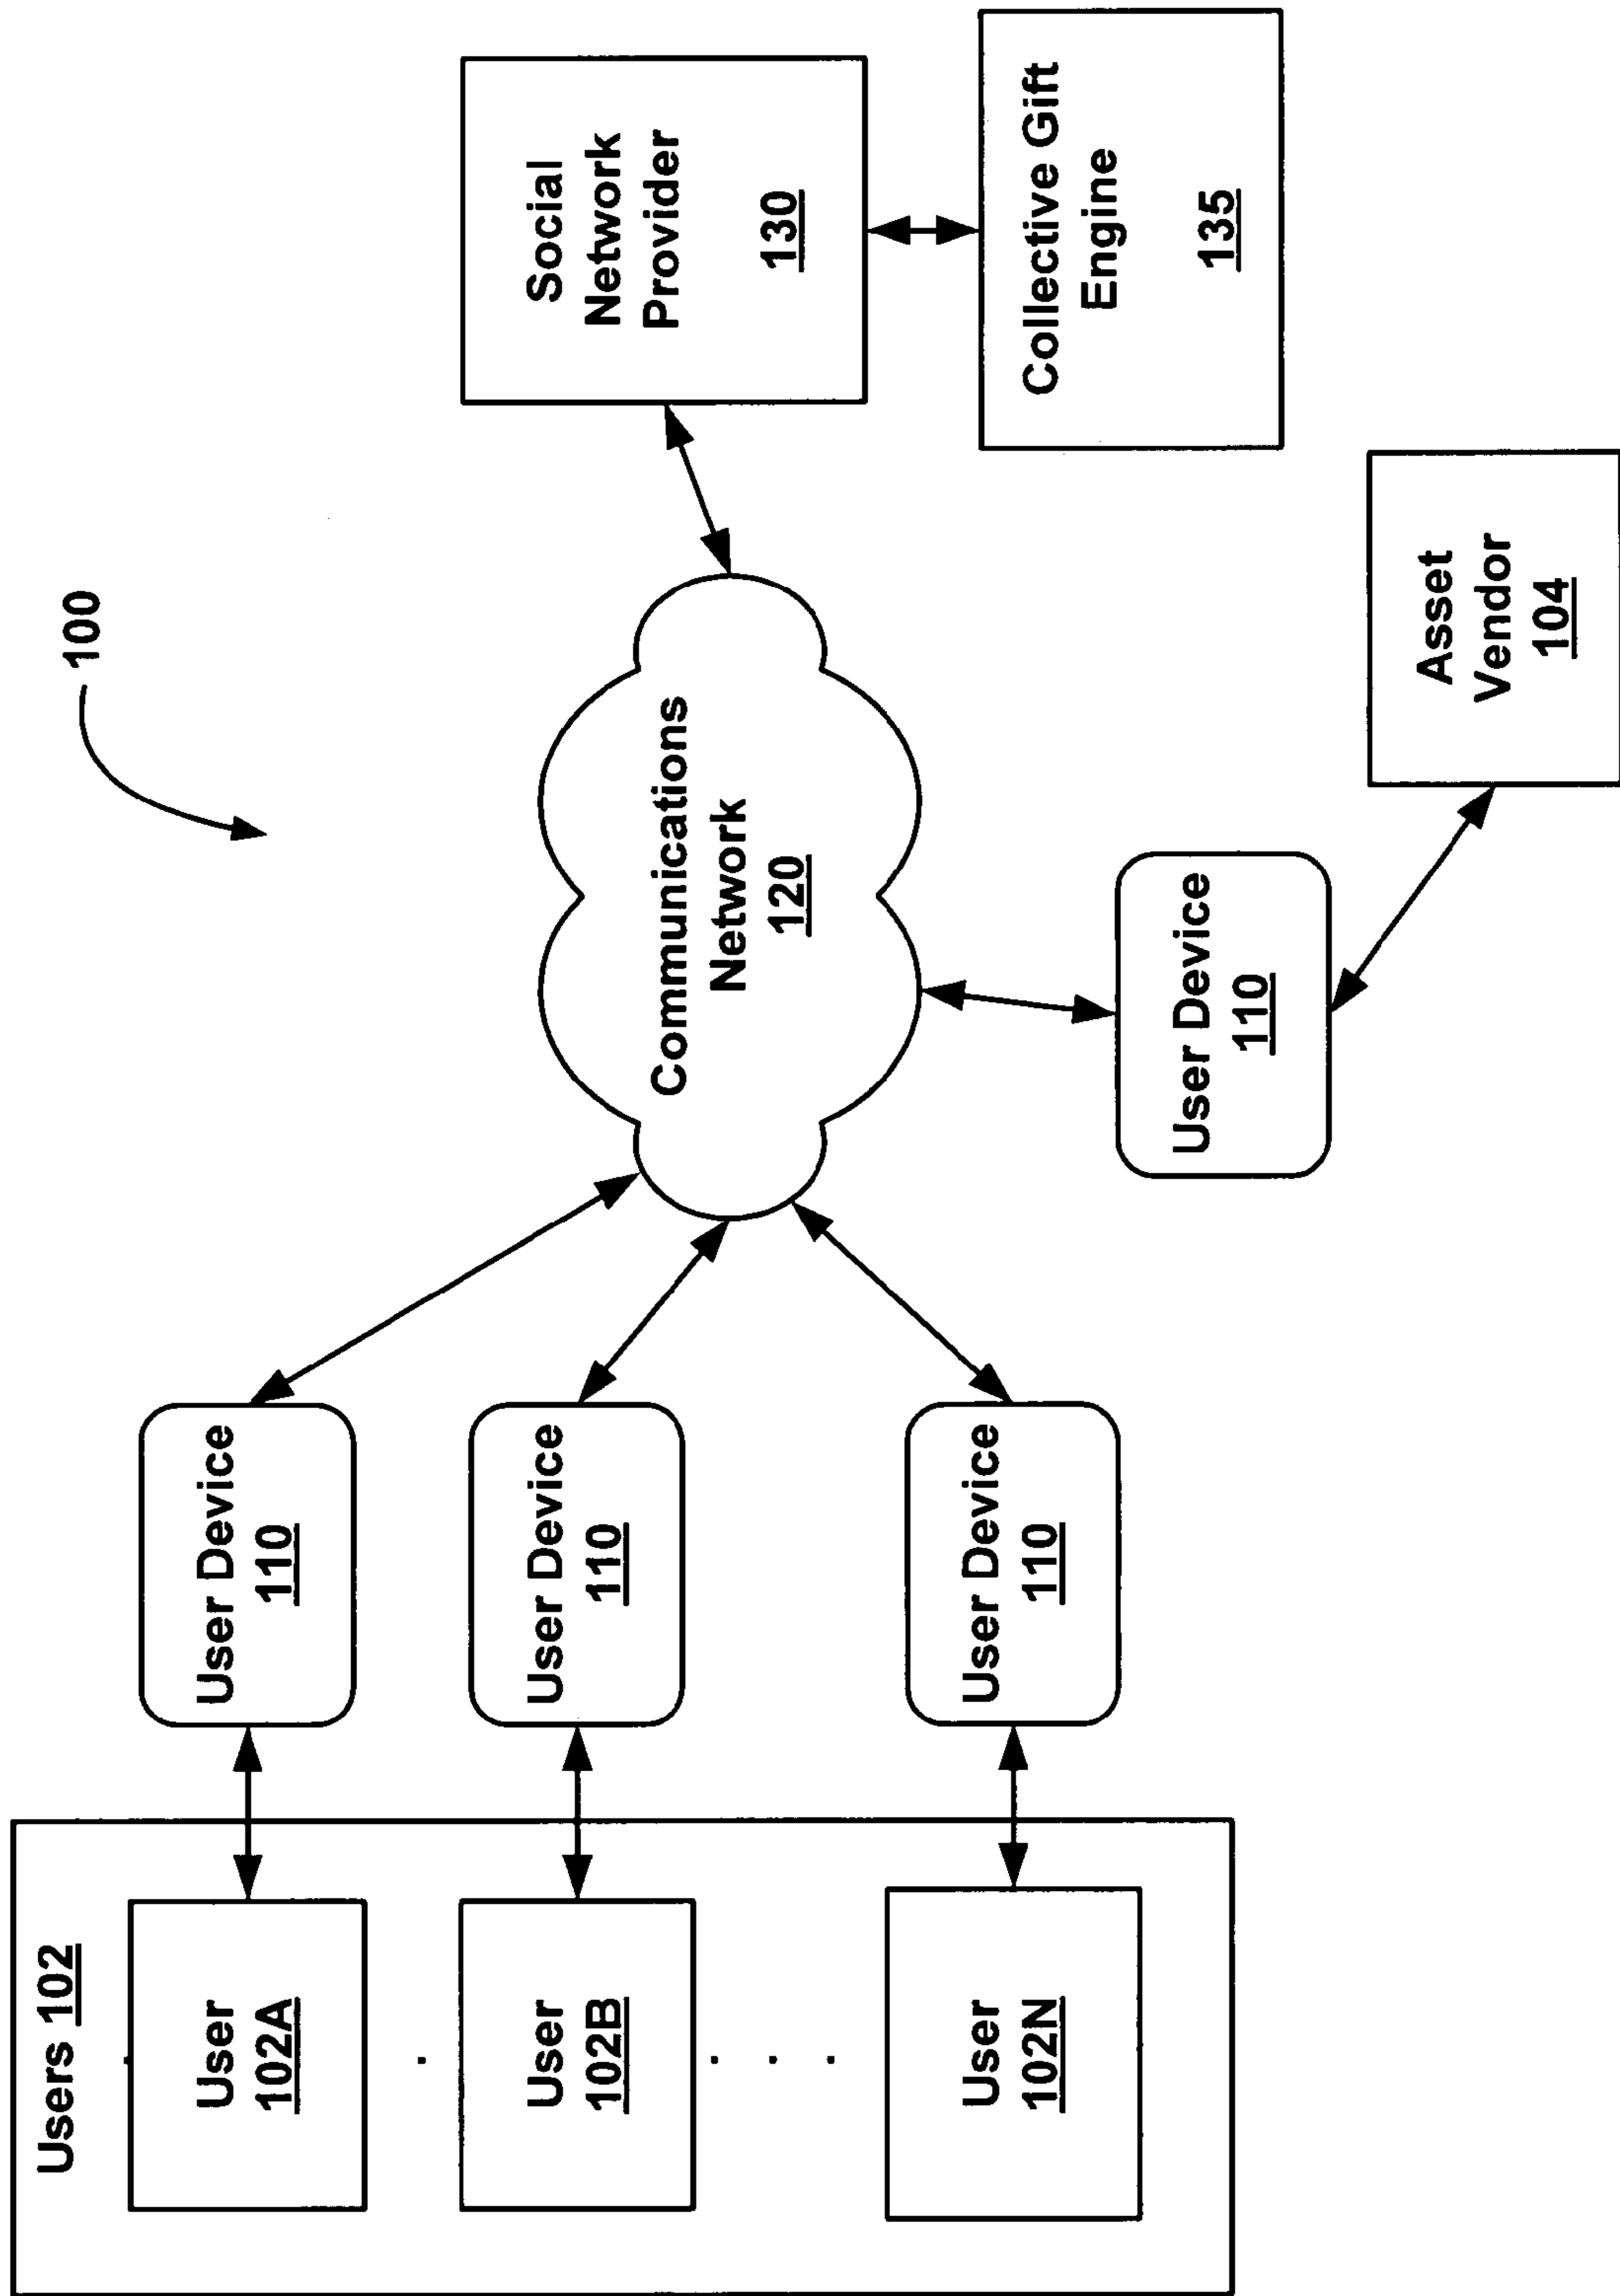 100
Users 102
User
102A
User Device
110
User
102B
User Device
110
User
102N
User Device
110
Communications
Network
120
Social
Network
Provider
130
Collective Gift
Engine
135
User Device
110
Asset
Vendor
104